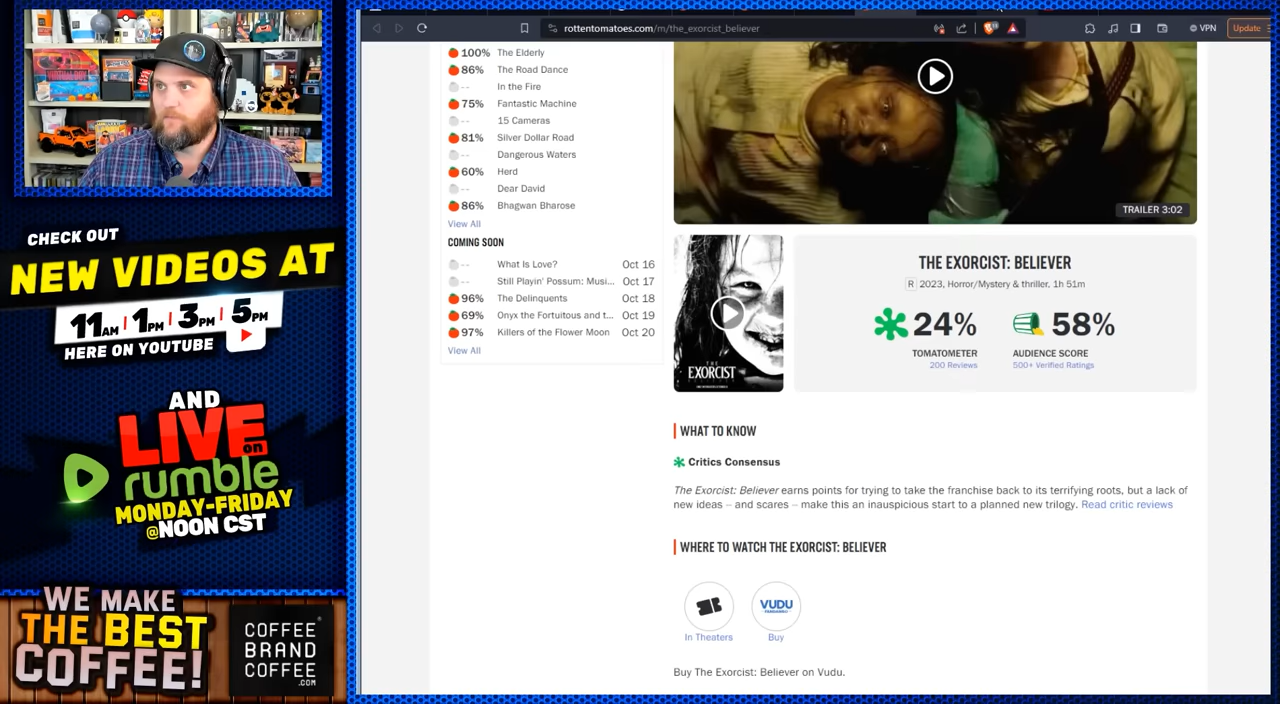 CHECK OUT
NEW VIDEOS AT
11AM | 1PM | 3PM | 5PM
HERE ON YOUTUBE
AND
LIVE
on
rumble
MONDAY-FRIDAY
@NOON CST
WE MAKE
THE BEST
COFFEE!
COFFEE
BRAND
COFFEE
.COM
rottentomatoes.com/m/the_exorcist_believer
VPN
Update
100% The Elderly
86% The Road Dance
-- In the Fire
75% Fantastic Machine
-- 15 Cameras
81% Silver Dollar Road
-- Dangerous Waters
60% Herd
-- Dear David
86% Bhagwan Bharose
View All
COMING SOON
-- What Is Love? Oct 16
-- Still Playin' Possum: Musi... Oct 17
96% The Delinquents Oct 18
69% Onyx the Fortuitous and t... Oct 19
97% Killers of the Flower Moon Oct 20
View All
TRAILER 3:02
THE
EXORCIST
THE EXORCIST: BELIEVER
R 2023, Horror/Mystery & thriller, 1h 51m
24% 58%
TOMATOMETER AUDIENCE SCORE
200 Reviews 500+ Verified Ratings
WHAT TO KNOW
Critics Consensus
The Exorcist: Believer earns points for trying to take the franchise back to its terrifying roots, but a lack of
new ideas -- and scares -- make this an inauspicious start to a planned new trilogy. Read critic reviews
WHERE TO WATCH THE EXORCIST: BELIEVER
VUDU
In Theaters Buy
Buy The Exorcist: Believer on Vudu.